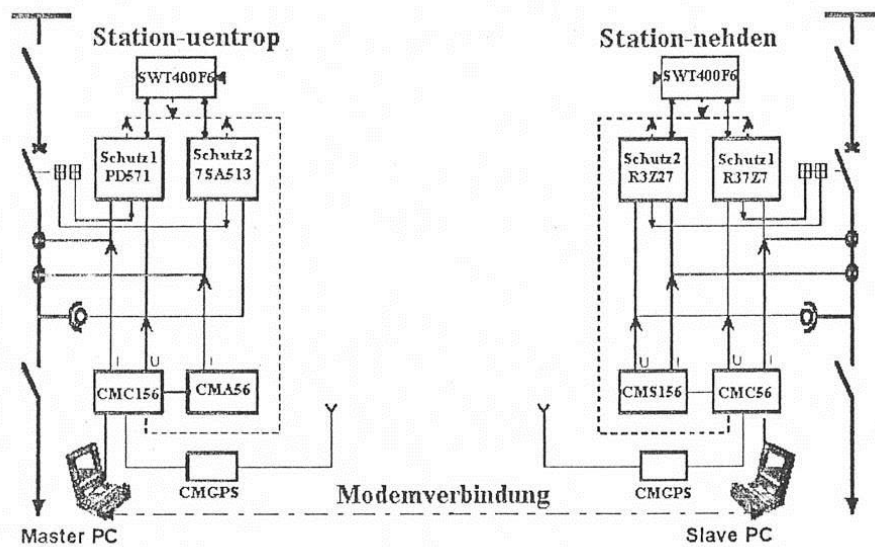 Station-uentrop
SWT400F6
Schutz1
PD571
Schutz2
7SA513
I
U
I
CMC156
CMA56
CMGPS
Master PC
Modemverbindung
Station-nehden
SWT400F6
Schutz2
R3Z27
Schutz1
R37Z7
U
I
U
I
CMS156
CMC56
CMGPS
Slave PC